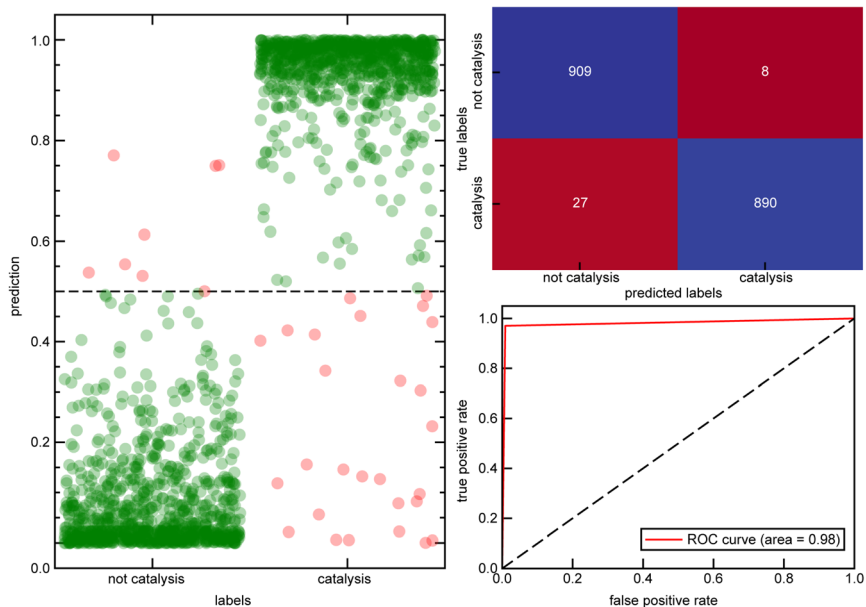 1.0
0.8
0.6
0.4
0.2
0.0
prediction
not catalysis
catalysis
labels
true labels
not catalysis
catalysis
909
8
27
890
not catalysis
catalysis
predicted labels
1.0
0.8
0.6
0.4
0.2
0.0
true positive rate
ROC curve (area = 0.98)
0.0
0.2
0.4
0.6
0.8
1.0
false positive rate